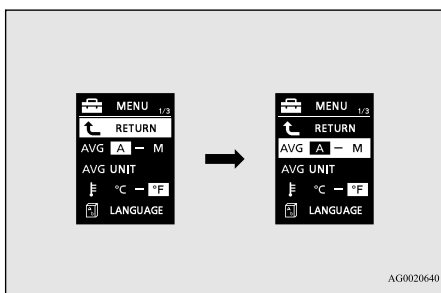 MENU 1/3
RETURN
AVG A – M
AVG UNIT
°C – °F
LANGUAGE
MENU 1/3
RETURN
AVG A – M
AVG UNIT
°C – °F
LANGUAGE
AG0020640